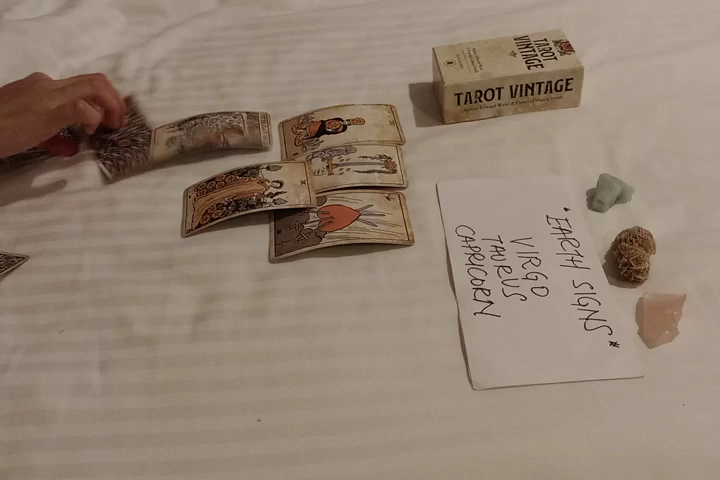 TAROT
VINTAGE
TAROT VINTAGE
* EARTH SIGNS *
VIRGO
TAURUS
CAPRICORN